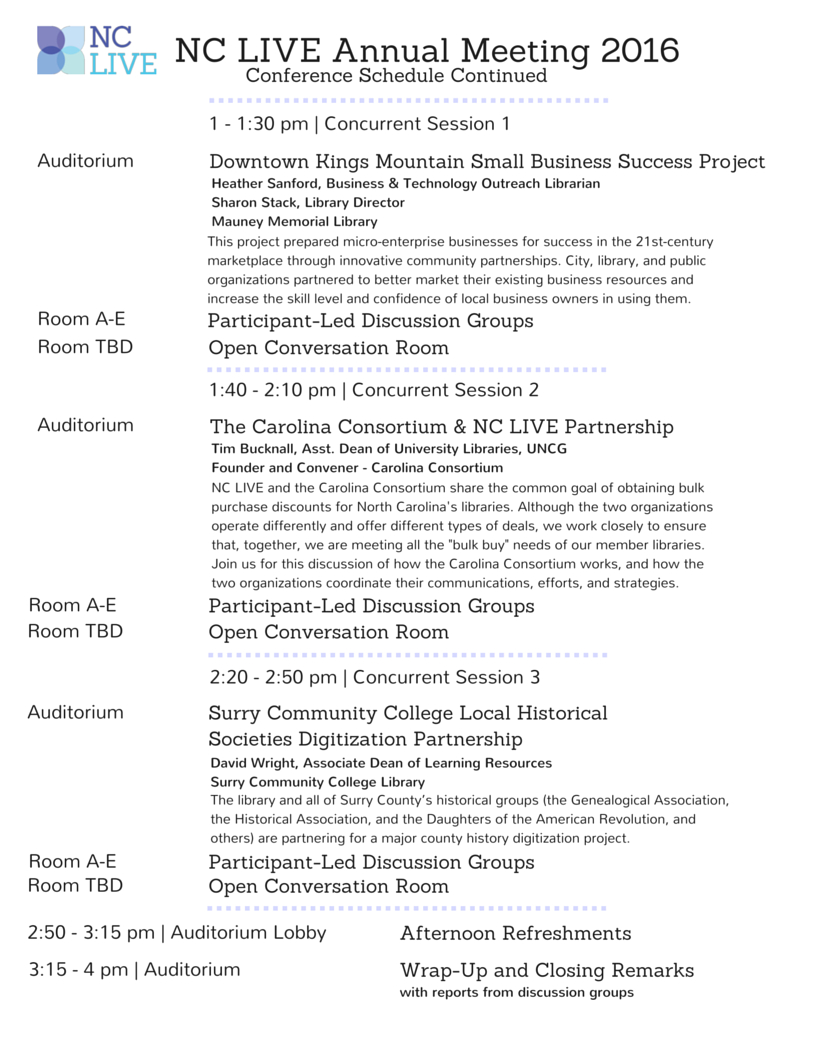 NC
LIVE
NC LIVE Annual Meeting 2016
Conference Schedule Continued
1 - 1:30 pm | Concurrent Session 1
Auditorium
Downtown Kings Mountain Small Business Success Project
Heather Sanford, Business & Technology Outreach Librarian
Sharon Stack, Library Director
Mauney Memorial Library
This project prepared micro-enterprise businesses for success in the 21st-century
marketplace through innovative community partnerships. City, library, and public
organizations partnered to better market their existing business resources and
increase the skill level and confidence of local business owners in using them.
Room A-E
Participant-Led Discussion Groups
Room TBD
Open Conversation Room
1:40 - 2:10 pm | Concurrent Session 2
Auditorium
The Carolina Consortium & NC LIVE Partnership
Tim Bucknall, Asst. Dean of University Libraries, UNCG
Founder and Convener - Carolina Consortium
NC LIVE and the Carolina Consortium share the common goal of obtaining bulk
purchase discounts for North Carolina's libraries. Although the two organizations
operate differently and offer different types of deals, we work closely to ensure
that, together, we are meeting all the "bulk buy" needs of our member libraries.
Join us for this discussion of how the Carolina Consortium works, and how the
two organizations coordinate their communications, efforts, and strategies.
Room A-E
Participant-Led Discussion Groups
Room TBD
Open Conversation Room
2:20 - 2:50 pm | Concurrent Session 3
Auditorium
Surry Community College Local Historical
Societies Digitization Partnership
David Wright, Associate Dean of Learning Resources
Surry Community College Library
The library and all of Surry County's historical groups (the Genealogical Association,
the Historical Association, and the Daughters of the American Revolution, and
others) are partnering for a major county history digitization project.
Room A-E
Participant-Led Discussion Groups
Room TBD
Open Conversation Room
2:50 - 3:15 pm | Auditorium Lobby
Afternoon Refreshments
3:15 - 4 pm | Auditorium
Wrap-Up and Closing Remarks
with reports from discussion groups